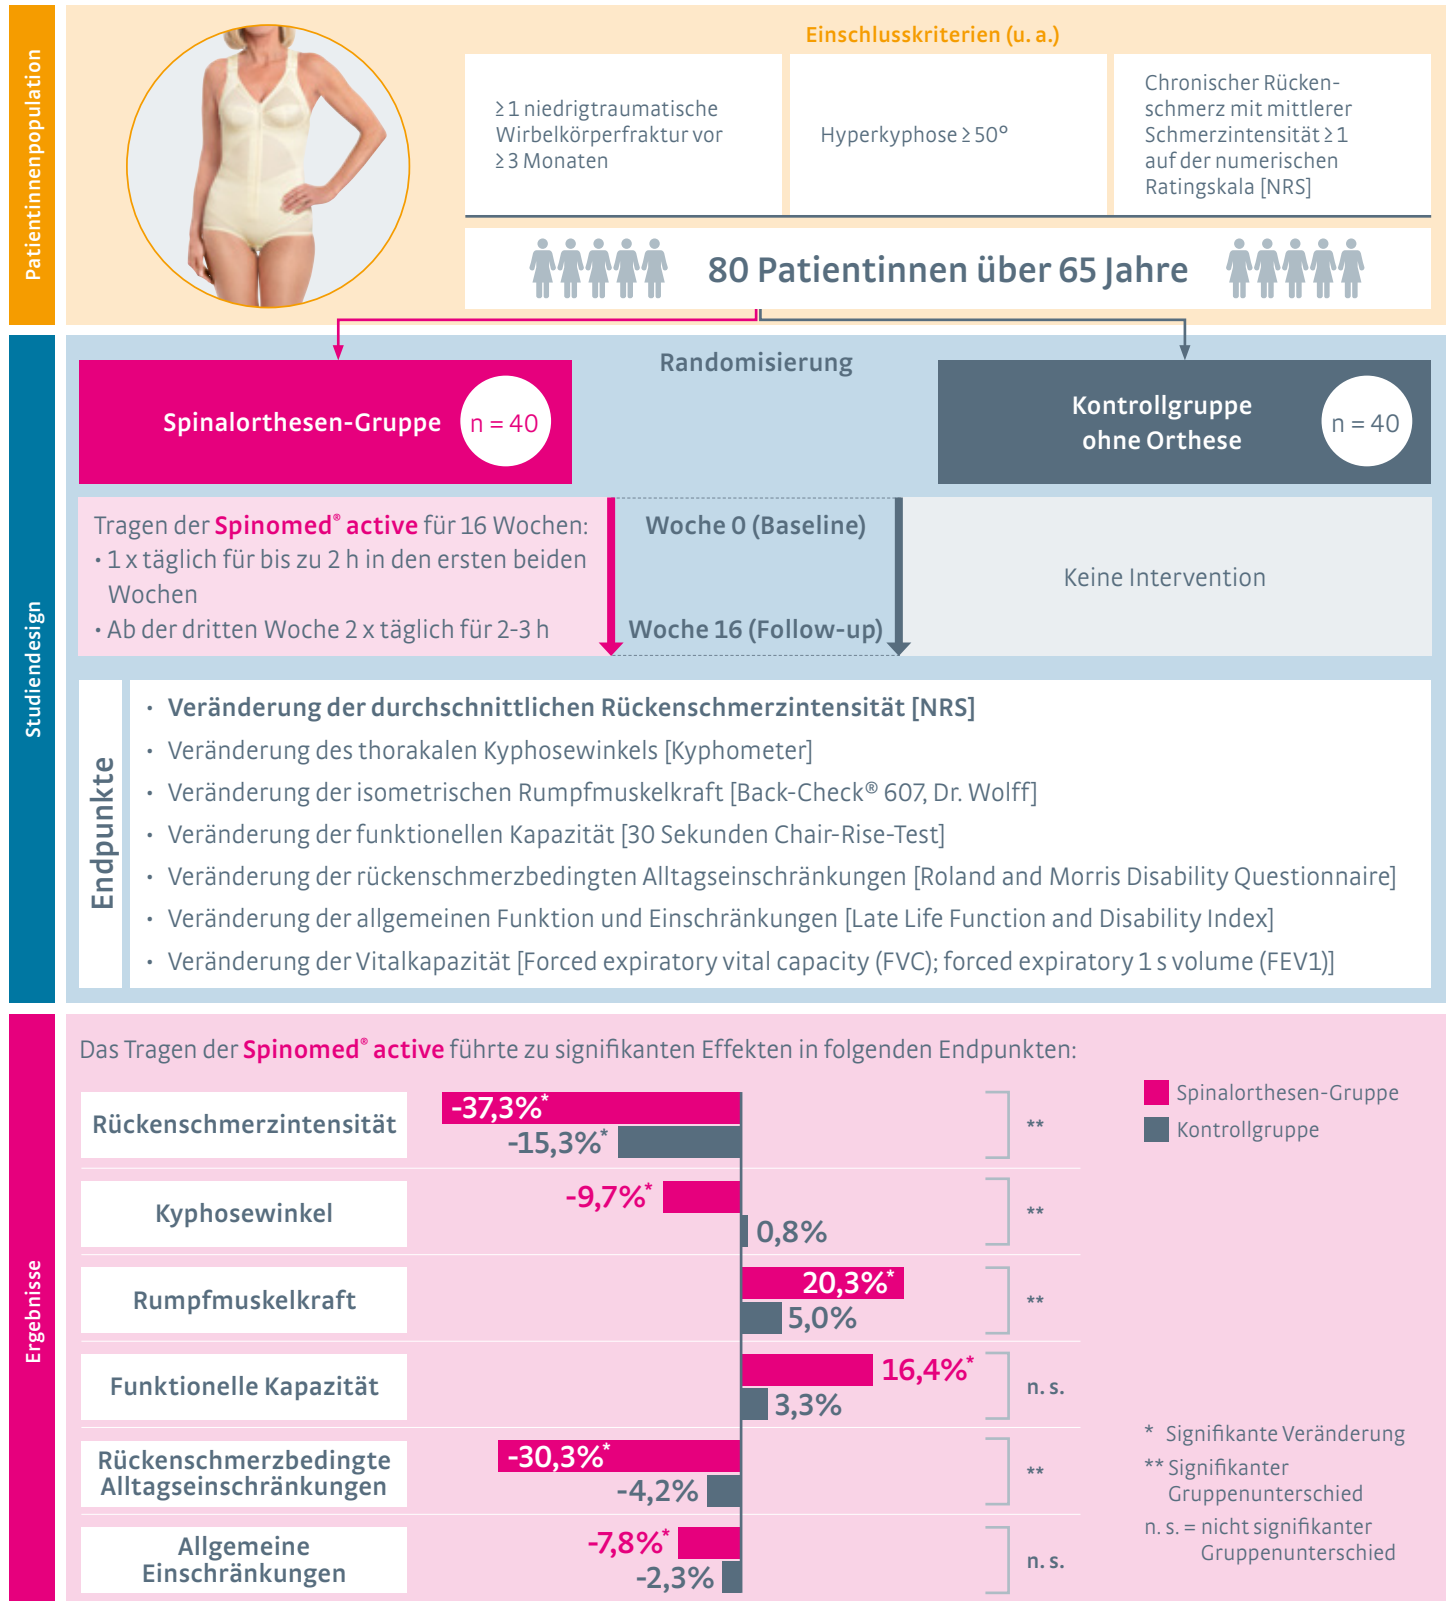 Patientinnenpopulation
Einschlusskriterien (u. a.)
≥ 1 niedrigtraumatische
Wirbelkörperfraktur vor
≥ 3 Monaten
Hyperkyphose ≥ 50°
Chronischer Rücken-
schmerz mit mittlerer
Schmerzintensität ≥ 1
auf der numerischen
Ratingskala [NRS]
80 Patientinnen über 65 Jahre
Studiendesign
Randomisierung
Spinalorthesen-Gruppe
n = 40
Kontrollgruppe
ohne Orthese
n = 40
Tragen der Spinomed® active für 16 Wochen:
• 1 x täglich für bis zu 2 h in den ersten beiden
Wochen
• Ab der dritten Woche 2 x täglich für 2-3 h
Woche 0 (Baseline)
Woche 16 (Follow-up)
Keine Intervention
Endpunkte
• Veränderung der durchschnittlichen Rückenschmerzintensität [NRS]
• Veränderung des thorakalen Kyphosewinkels [Kyphometer]
• Veränderung der isometrischen Rumpfmuskelkraft [Back-Check® 607, Dr. Wolff]
• Veränderung der funktionellen Kapazität [30 Sekunden Chair-Rise-Test]
• Veränderung der rückenschmerzbedingten Alltagseinschränkungen [Roland and Morris Disability Questionnaire]
• Veränderung der allgemeinen Funktion und Einschränkungen [Late Life Function and Disability Index]
• Veränderung der Vitalkapazität [Forced expiratory vital capacity (FVC); forced expiratory 1 s volume (FEV1)]
Ergebnisse
Das Tragen der Spinomed® active führte zu signifikanten Effekten in folgenden Endpunkten:
Rückenschmerzintensität
-37,3%*
-15,3%*
**
Kyphosewinkel
-9,7%*
0,8%
**
Rumpfmuskelkraft
20,3%*
5,0%
**
Funktionelle Kapazität
16,4%*
3,3%
n. s.
Rückenschmerzbedingte
Alltagseinschränkungen
-30,3%*
-4,2%
**
Allgemeine
Einschränkungen
-7,8%*
-2,3%
n. s.
Spinalorthesen-Gruppe
Kontrollgruppe
* Signifikante Veränderung
** Signifikanter
Gruppenunterschied
n. s. = nicht signifikanter
Gruppenunterschied